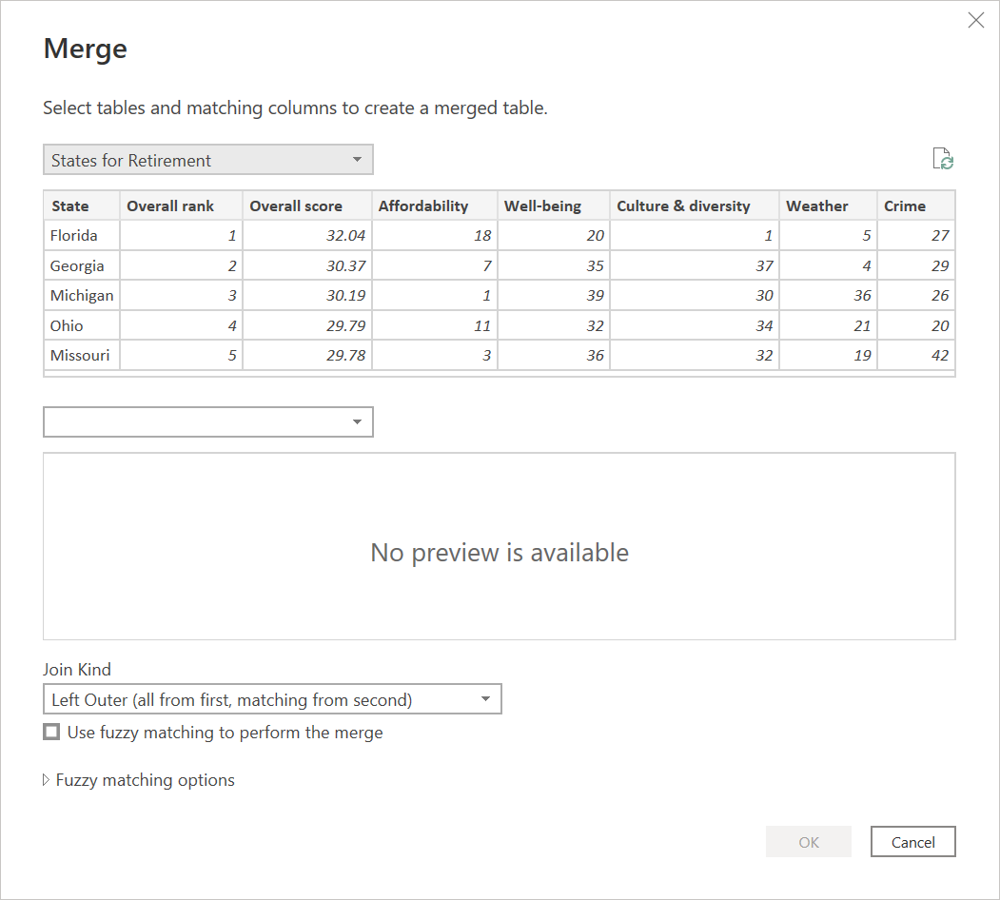 Merge
Select tables and matching columns to create a merged table.
States for Retirement
State Overall rank Overall score Affordability Well-being Culture & diversity Weather Crime
Florida 1 32.04 18 20 1 5 27
Georgia 2 30.37 7 35 37 4 29
Michigan 3 30.19 1 39 30 36 26
Ohio 4 29.79 11 32 34 21 20
Missouri 5 29.78 3 36 32 19 42
No preview is available
Join Kind
Left Outer (all from first, matching from second)
Use fuzzy matching to perform the merge
Fuzzy matching options
OK Cancel